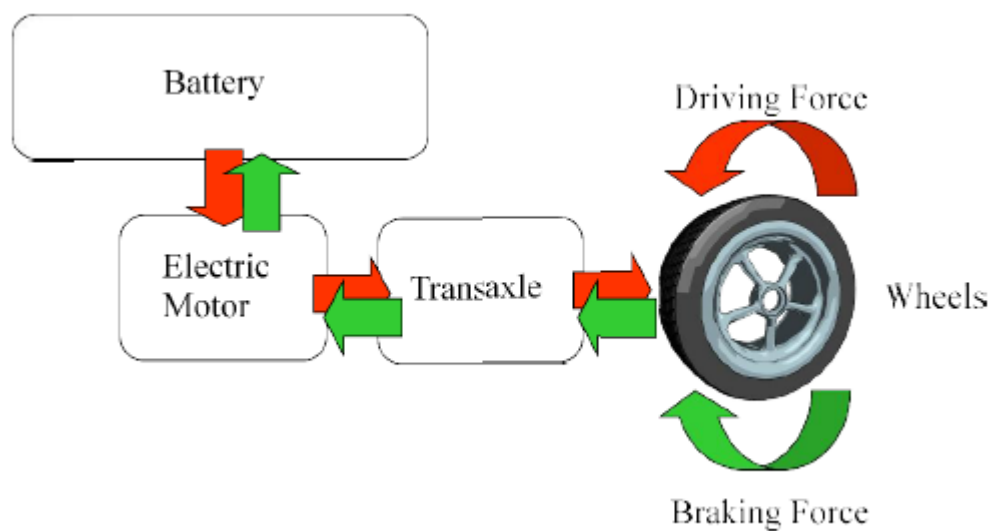 Battery
Driving Force
Electric
Motor
Transaxle
Wheels
Braking Force